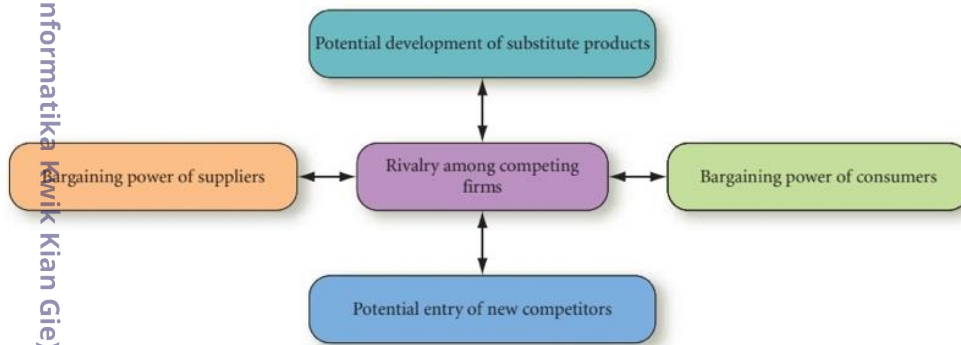 Potential development of substitute products
Bargaining power of suppliers
Rivalry among competing
firms
Bargaining power of consumers
Potential entry of new competitors
nformatika Kwik Kian Gie)